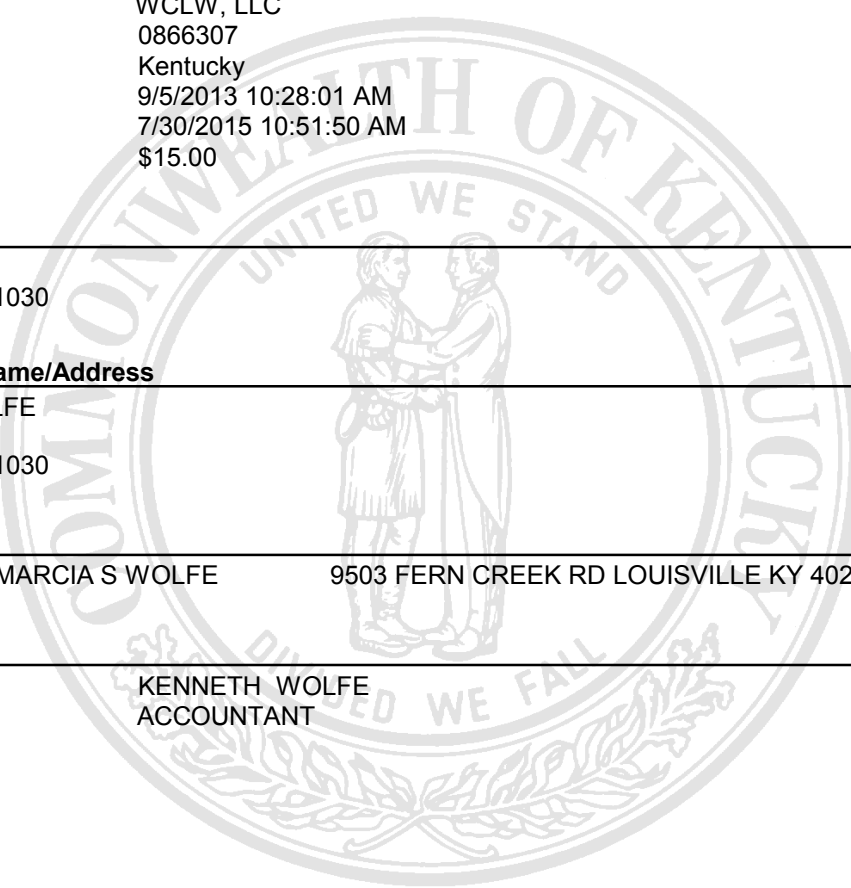 WCLW, LLC
0866307
Kentucky
9/5/2013 10:28:01 AM
7/30/2015 10:51:50 AM
$15.00
1030
ame/Address
LFE
1030
MARCIA S WOLFE 9503 FERN CREEK RD LOUISVILLE KY 402
KENNETH WOLFE
ACCOUNTANT
COMMONWEALTH OF KENTUCKY
UNITED WE STAND
DIVIDED WE FALL